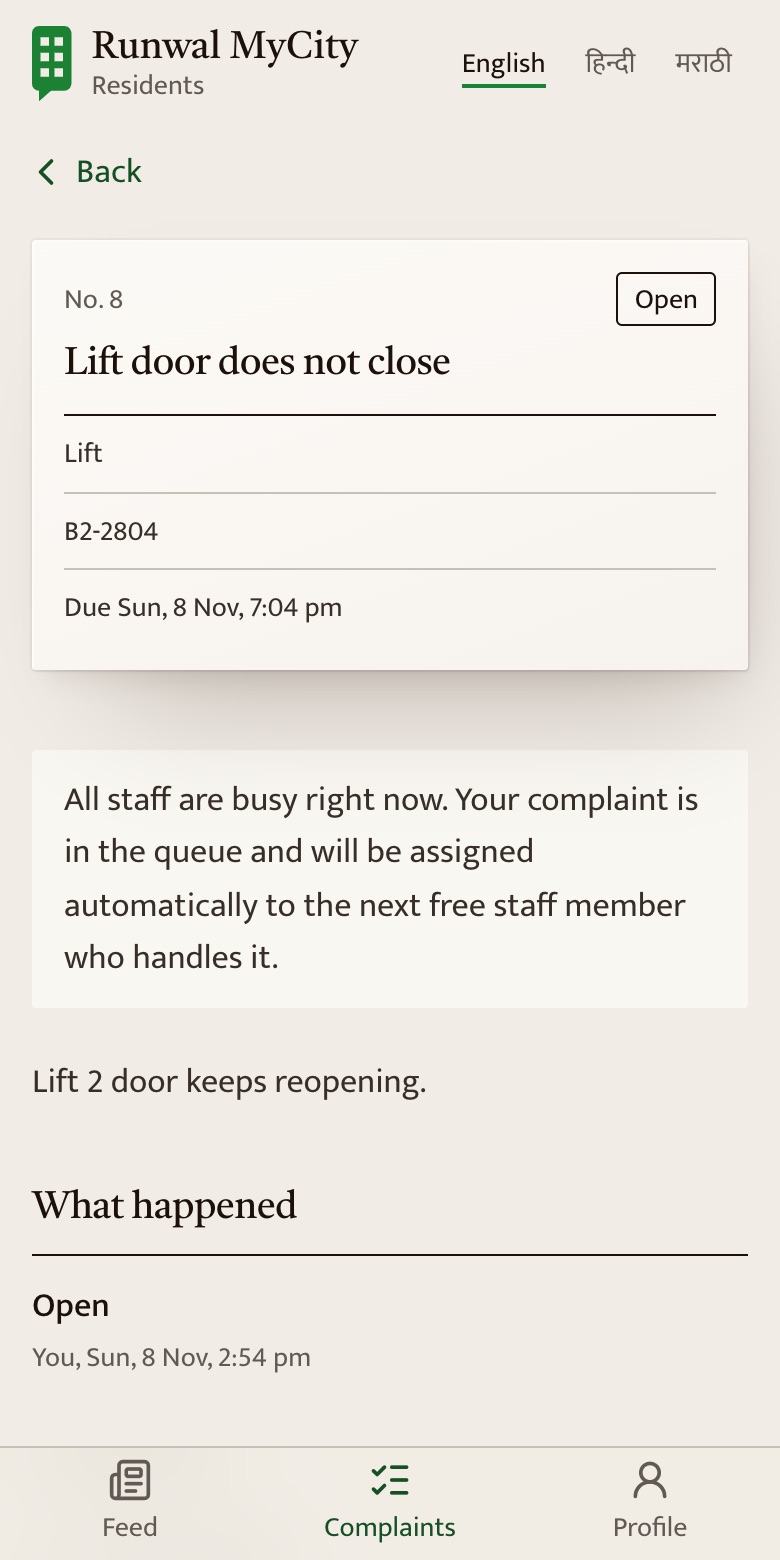 Runwal MyCity
Residents
English
हिन्दी
मराठी
Back
No. 8
Open
Lift door does not close
Lift
B2-2804
Due Sun, 8 Nov, 7:04 pm
All staff are busy right now. Your complaint is
in the queue and will be assigned
automatically to the next free staff member
who handles it.
Lift 2 door keeps reopening.
What happened
Open
You, Sun, 8 Nov, 2:54 pm
Feed
Complaints
Profile